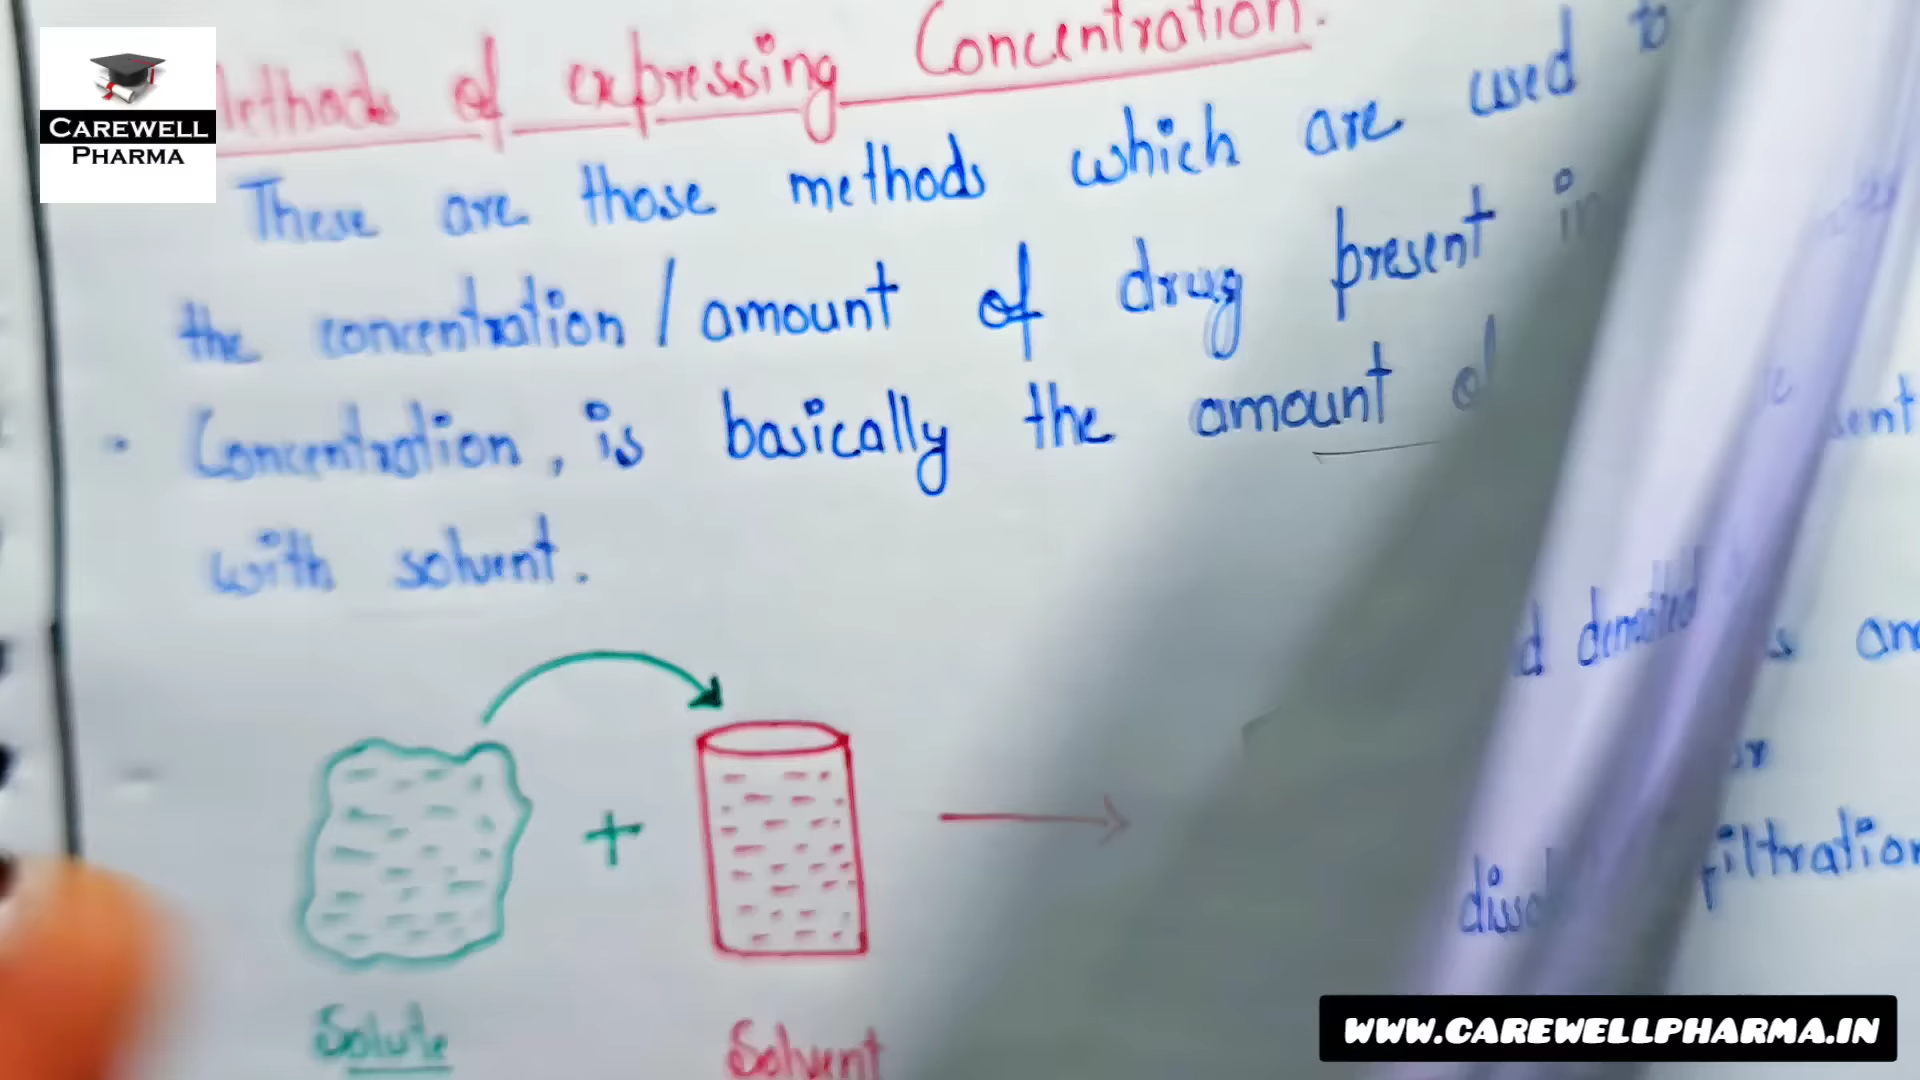 CAREWELL
PHARMA
Methods of expressing Concentration.
These are those methods which are used to
the concentration / amount of drug present in
• Concentration, is basically the amount of
with solvent.
+
Solute
Solvent
filtration
WWW.CAREWELLPHARMA.IN